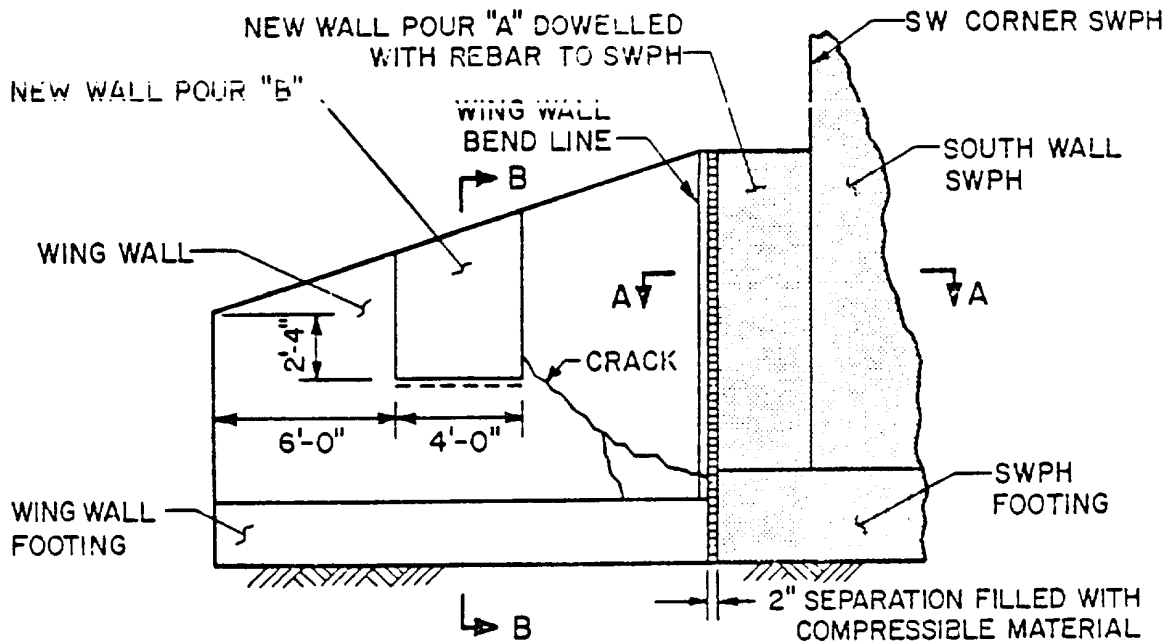 NEW WALL POUR "A" DOWELLED
WITH REBAR TO SWPH
SW CORNER SWPH
NEW WALL POUR "B"
WING WALL
BEND LINE
SOUTH WALL
SWPH
B
WING WALL
A
A
2'-4"
CRACK
6'-0"
4'-0"
SWPH
FOOTING
WING WALL
FOOTING
B
2" SEPARATION FILLED WITH
COMPRESSIBLE MATERIAL